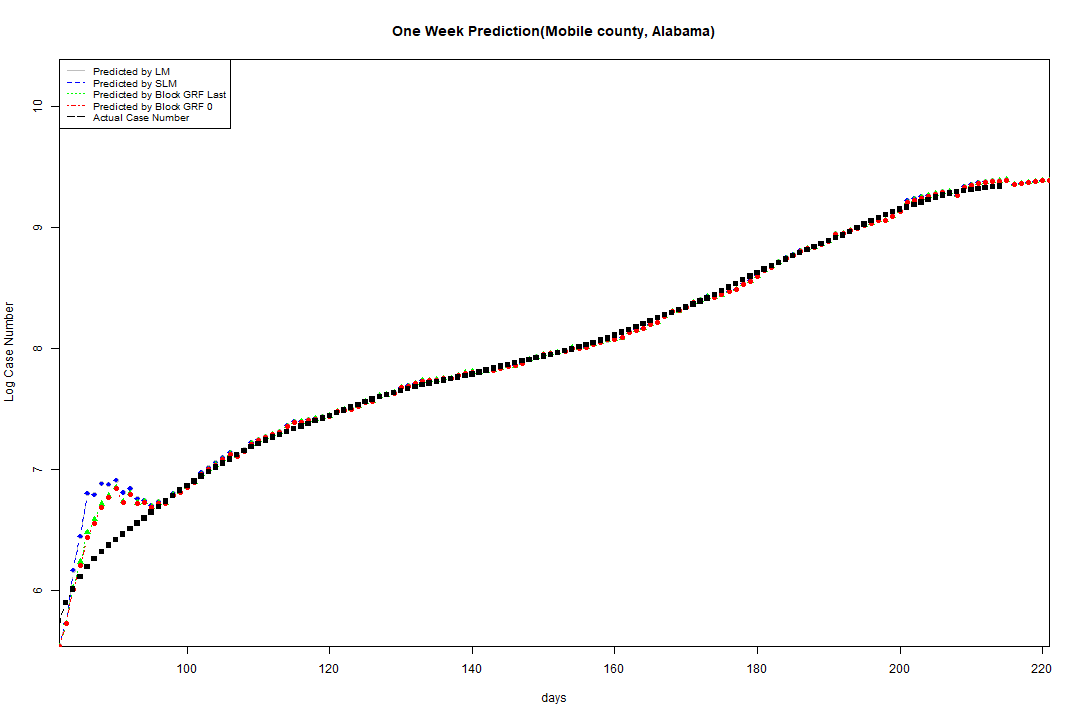 One Week Prediction(Mobile county, Alabama)
Predicted by LM
Predicted by SLM
Predicted by Block GRF Last
Predicted by Block GRF 0
Actual Case Number
10
9
8
7
6
Log Case Number
100 120 140 160 180 200 220
days